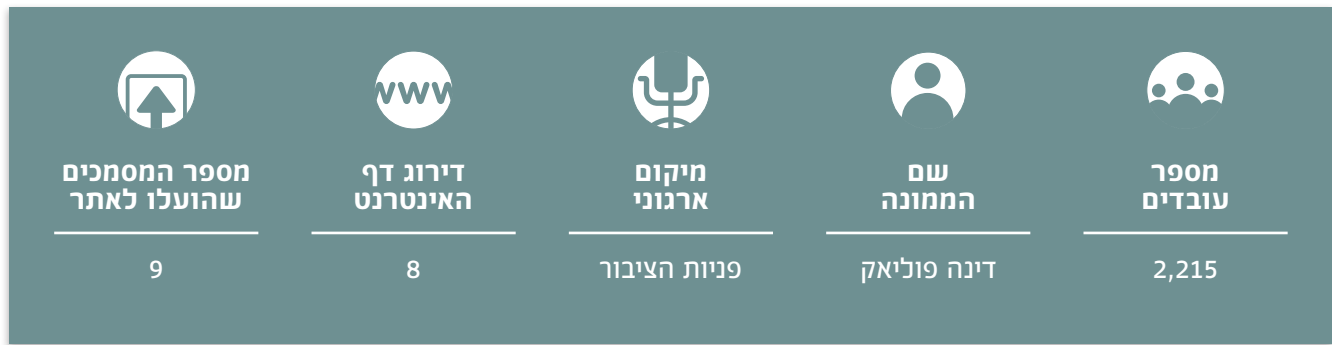 מספר
עובדים
2,215
שם
הממונה
דינה פוליאק
מיקום
ארגוני
פניות הציבור
www
דירוג דף
האינטרנט
8
מספר המסמכים
שהועלו לאתר
9